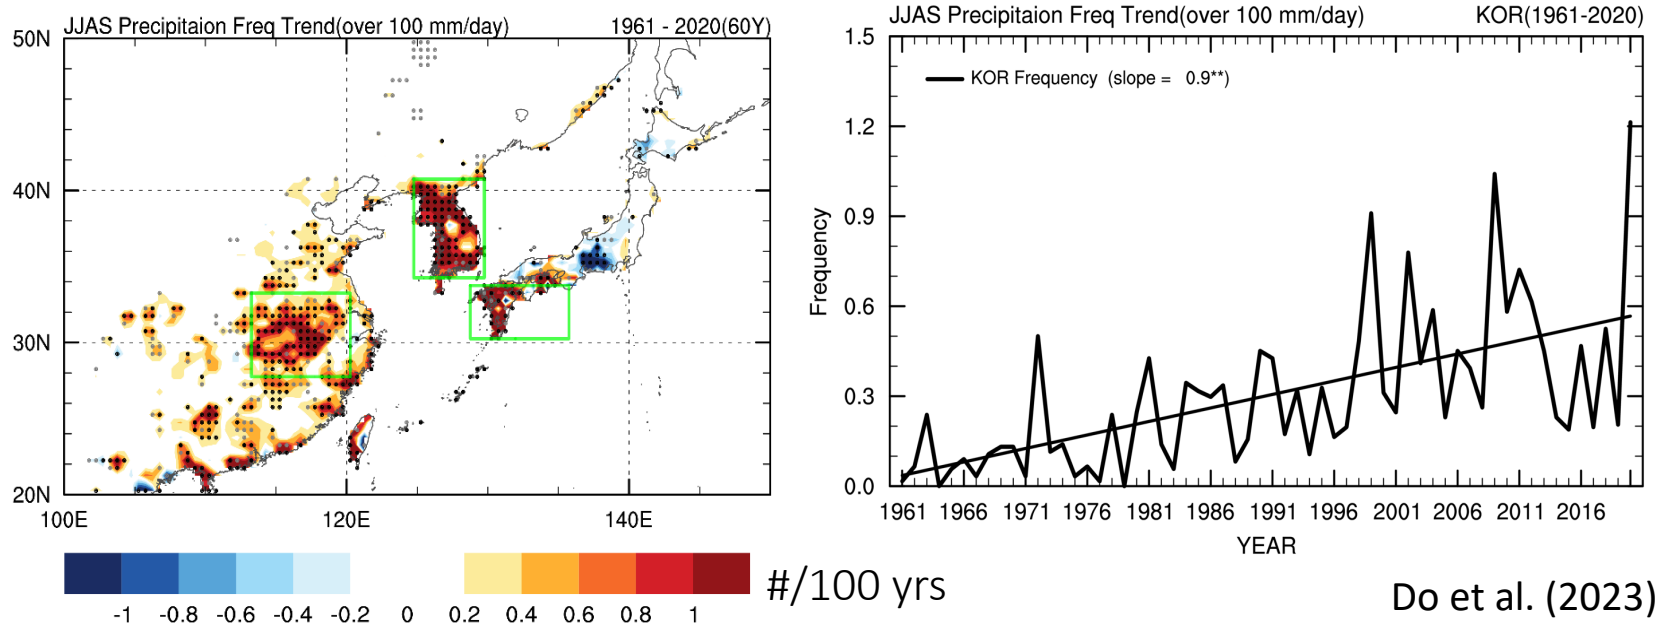 JJAS Precipitaion Freq Trend(over 100 mm/day) 1961 - 2020(60Y)
50N
40N
30N
20N
100E 120E 140E
-1 -0.8 -0.6 -0.4 -0.2 0 0.2 0.4 0.6 0.8 1
#/100 yrs
JJAS Precipitaion Freq Trend(over 100 mm/day) KOR(1961-2020)
KOR Frequency (slope = 0.9**)
Frequency
1.5
1.2
0.9
0.6
0.3
0.0
1961 1966 1971 1976 1981 1986 1991 1996 2001 2006 2011 2016
YEAR
Do et al. (2023)